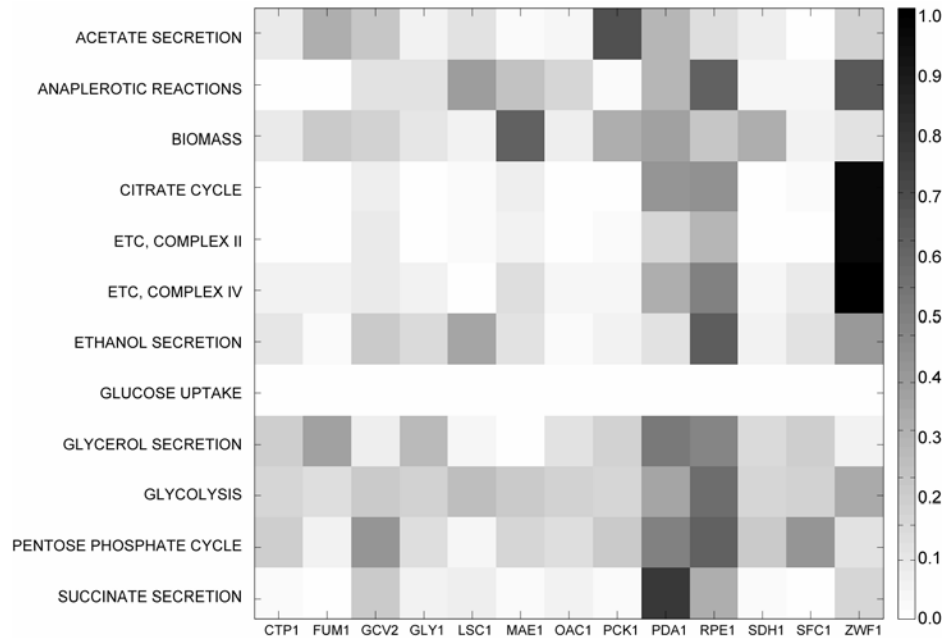 ACETATE SECRETION
ANAPLEROTIC REACTIONS
BIOMASS
CITRATE CYCLE
ETC, COMPLEX II
ETC, COMPLEX IV
ETHANOL SECRETION
GLUCOSE UPTAKE
GLYCEROL SECRETION
GLYCOLYSIS
PENTOSE PHOSPHATE CYCLE
SUCCINATE SECRETION
CTP1 FUM1 GCV2 GLY1 LSC1 MAE1 OAC1 PCK1 PDA1 RPE1 SDH1 SFC1 ZWF1
1.0
0.9
0.8
0.7
0.6
0.5
0.4
0.3
0.2
0.1
0.0